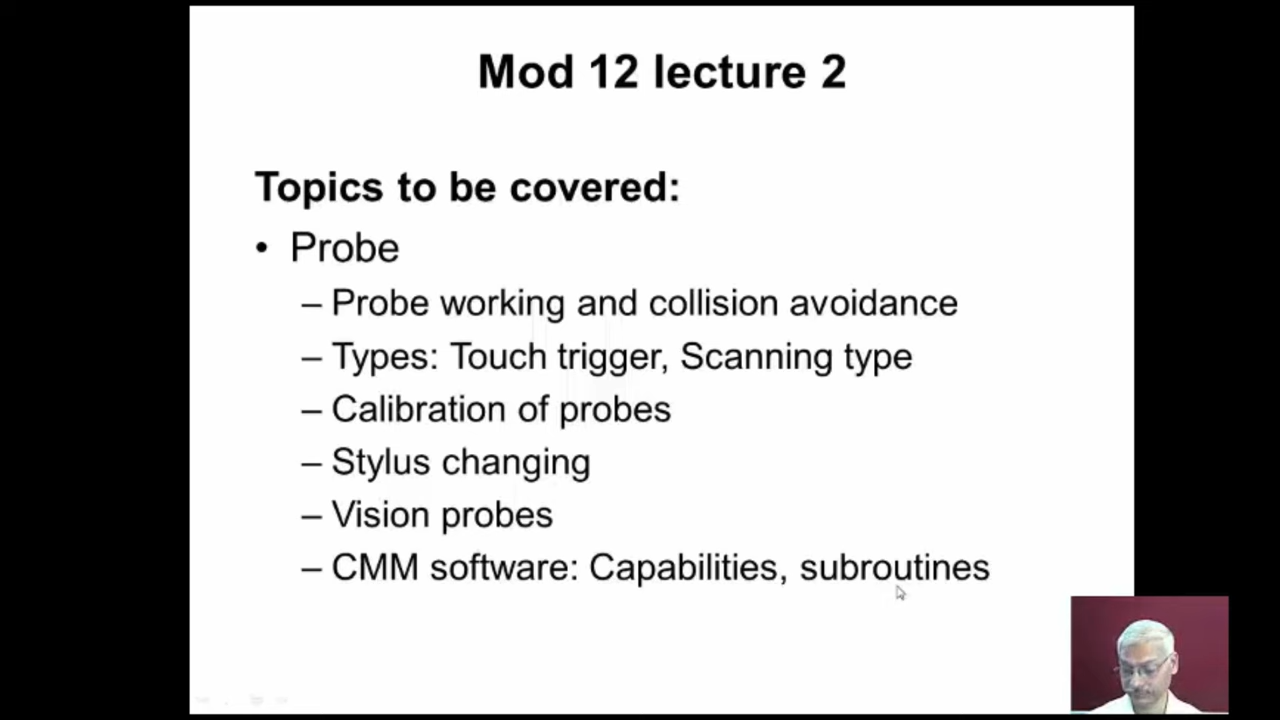 Mod 12 lecture 2
Topics to be covered:
• Probe
– Probe working and collision avoidance
– Types: Touch trigger, Scanning type
– Calibration of probes
– Stylus changing
– Vision probes
– CMM software: Capabilities, subroutines